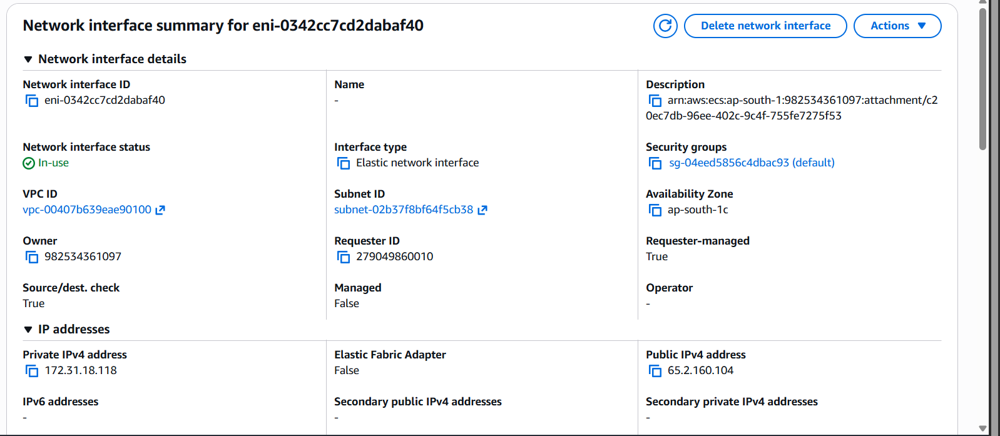 Network interface summary for eni-0342cc7cd2dabaf40
Delete network interface
Actions
Network interface details
Network interface ID
eni-0342cc7cd2dabaf40
Name
-
Description
arn:aws:ecs:ap-south-1:982534361097:attachment/c2
0ec7db-96ee-402c-9c4f-755fe7275f53
Network interface status
In-use
Interface type
Elastic network interface
Security groups
sg-04eed5856c4dbac93 (default)
VPC ID
vpc-00407b639eae90100
Subnet ID
subnet-02b37f8bf64f5cb38
Availability Zone
ap-south-1c
Owner
982534361097
Requester ID
279049860010
Requester-managed
True
Source/dest. check
True
Managed
False
Operator
-
IP addresses
Private IPv4 address
172.31.18.118
Elastic Fabric Adapter
False
Public IPv4 address
65.2.160.104
IPv6 addresses
-
Secondary public IPv4 addresses
-
Secondary private IPv4 addresses
-